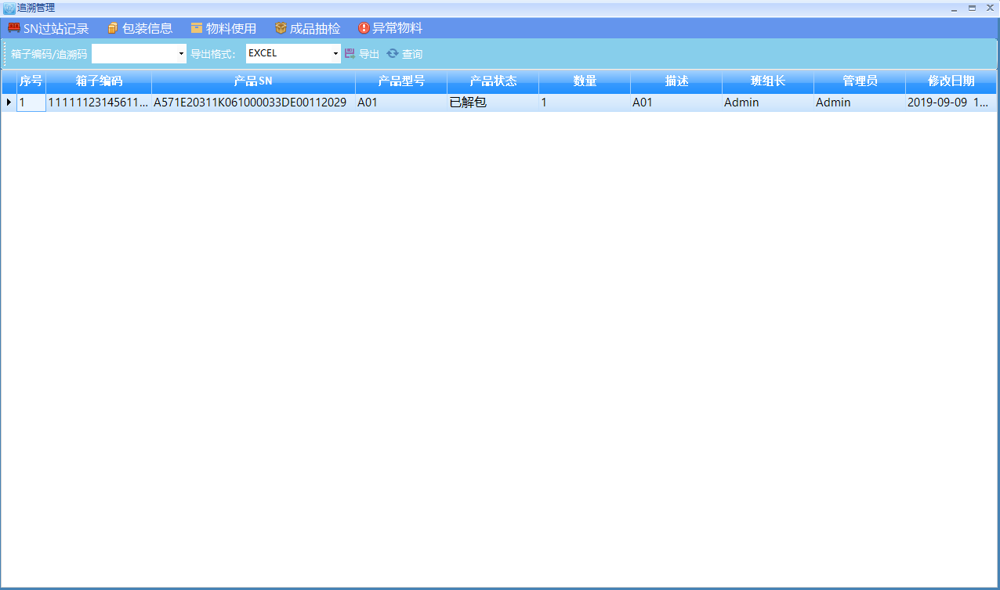 追溯管理
SN过站记录 包装信息 物料使用 成品抽检 异常物料
箱子编码/追溯码 导出格式: EXCEL 导出 查询
序号 箱子编码 产品SN 产品型号 产品状态 数量 描述 班组长 管理员 修改日期
1 11111123145611... A571E20311K061000033DE00112029 A01 已解包 1 A01 Admin Admin 2019-09-09 1...